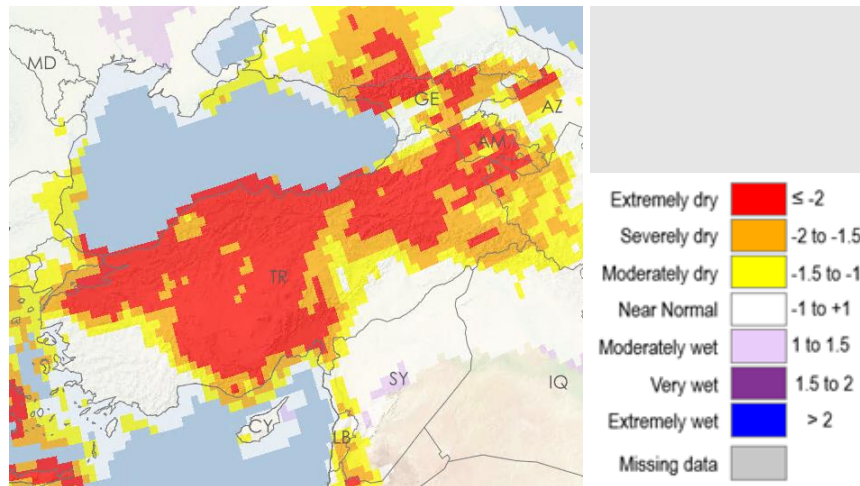 MD
GE
AZ
AM
TR
SY
IQ
CY
LB
Extremely dry ≤ -2
Severely dry -2 to -1.5
Moderately dry -1.5 to -1
Near Normal -1 to +1
Moderately wet 1 to 1.5
Very wet 1.5 to 2
Extremely wet > 2
Missing data